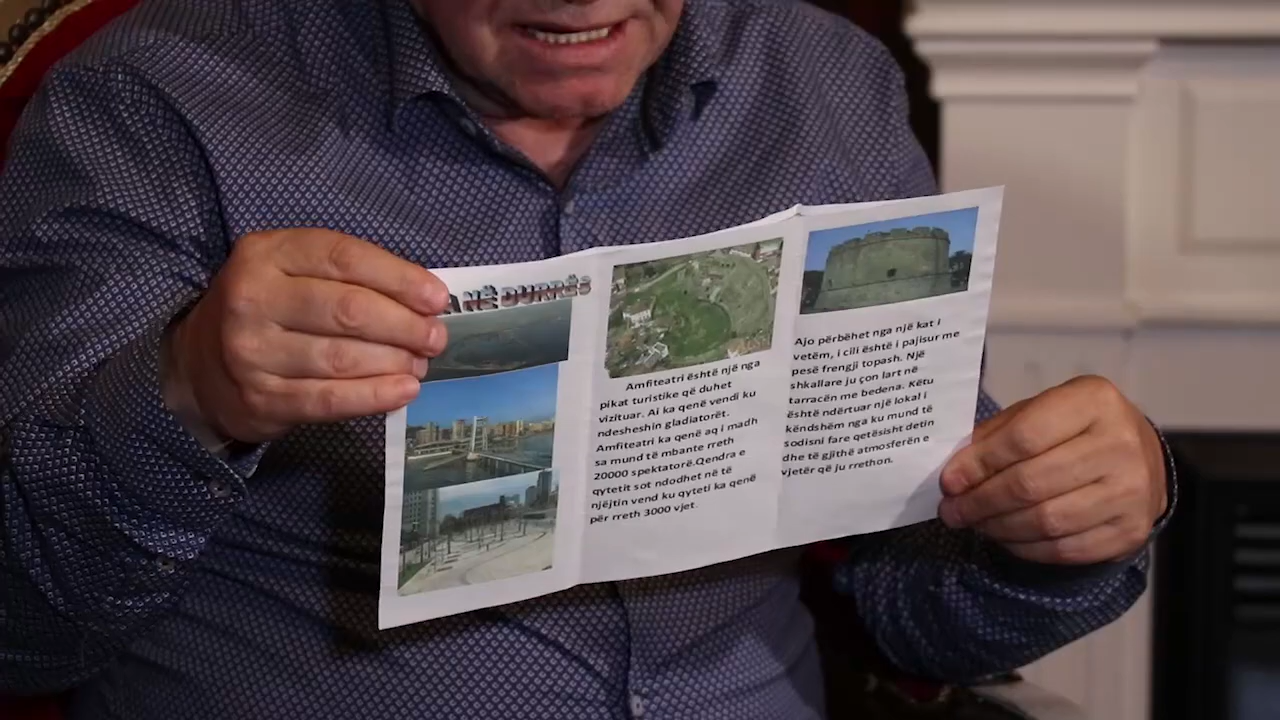 NË DURRËS
Amfiteatri është një nga
pikat turistike që duhet
vizituar. Ai ka qenë vendi ku
ndesheshin gladiatorët.
Amfiteatri ka qenë aq i madh
sa mund të mbante rreth
20000 spektatorë.Qendra e
qytetit sot ndodhet në të
njëjtin vend ku qyteti ka qenë
për rreth 3000 vjet.
Ajo përbëhet nga një kat i
vetëm, i cili është i pajisur me
pesë frengji topash. Një
shkallare ju çon lart në
tarracën me bedena. Këtu
është ndërtuar një lokal i
këndshëm nga ku mund të
sodisni fare qetësisht detin
dhe të gjithë atmosferën e
vjetër që ju rrethon.